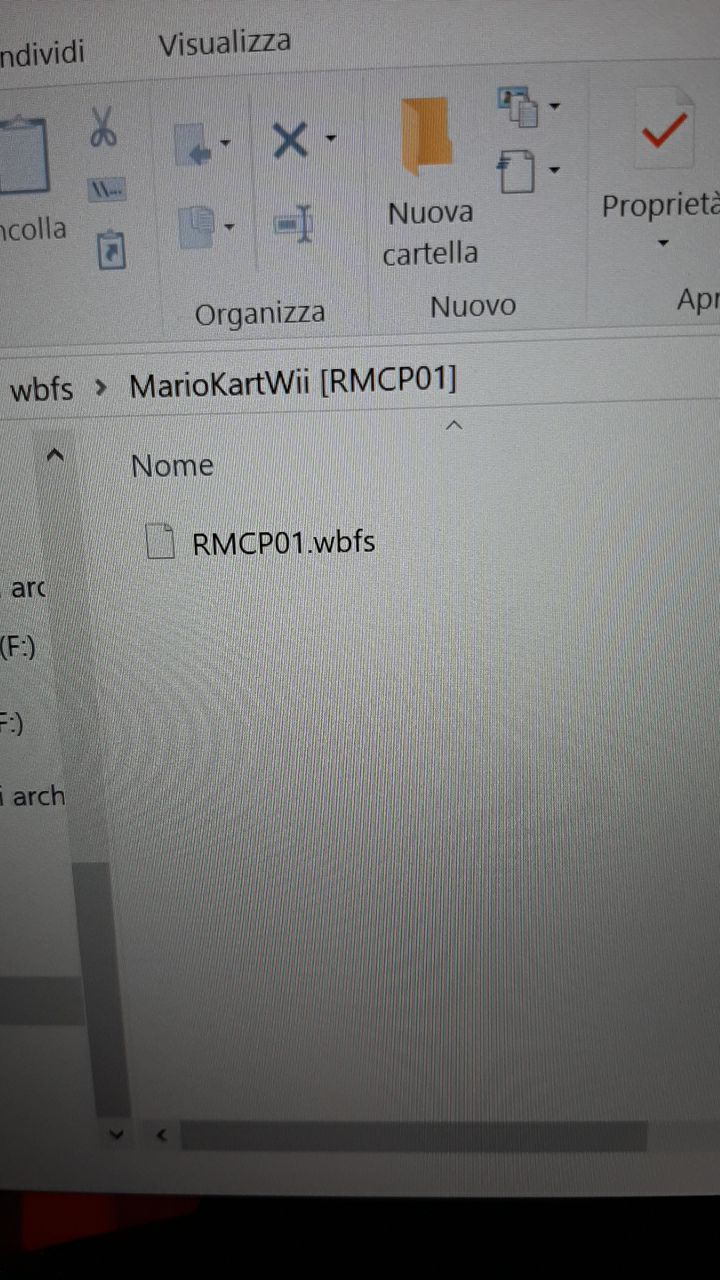 ndividi
Visualizza
ncolla
Nuova
cartella
Proprietà
Organizza
Nuovo
Apr
wbfs > MarioKartWii [RMCP01]
Nome
RMCP01.wbfs
arc
(F:)
F:)
i arch